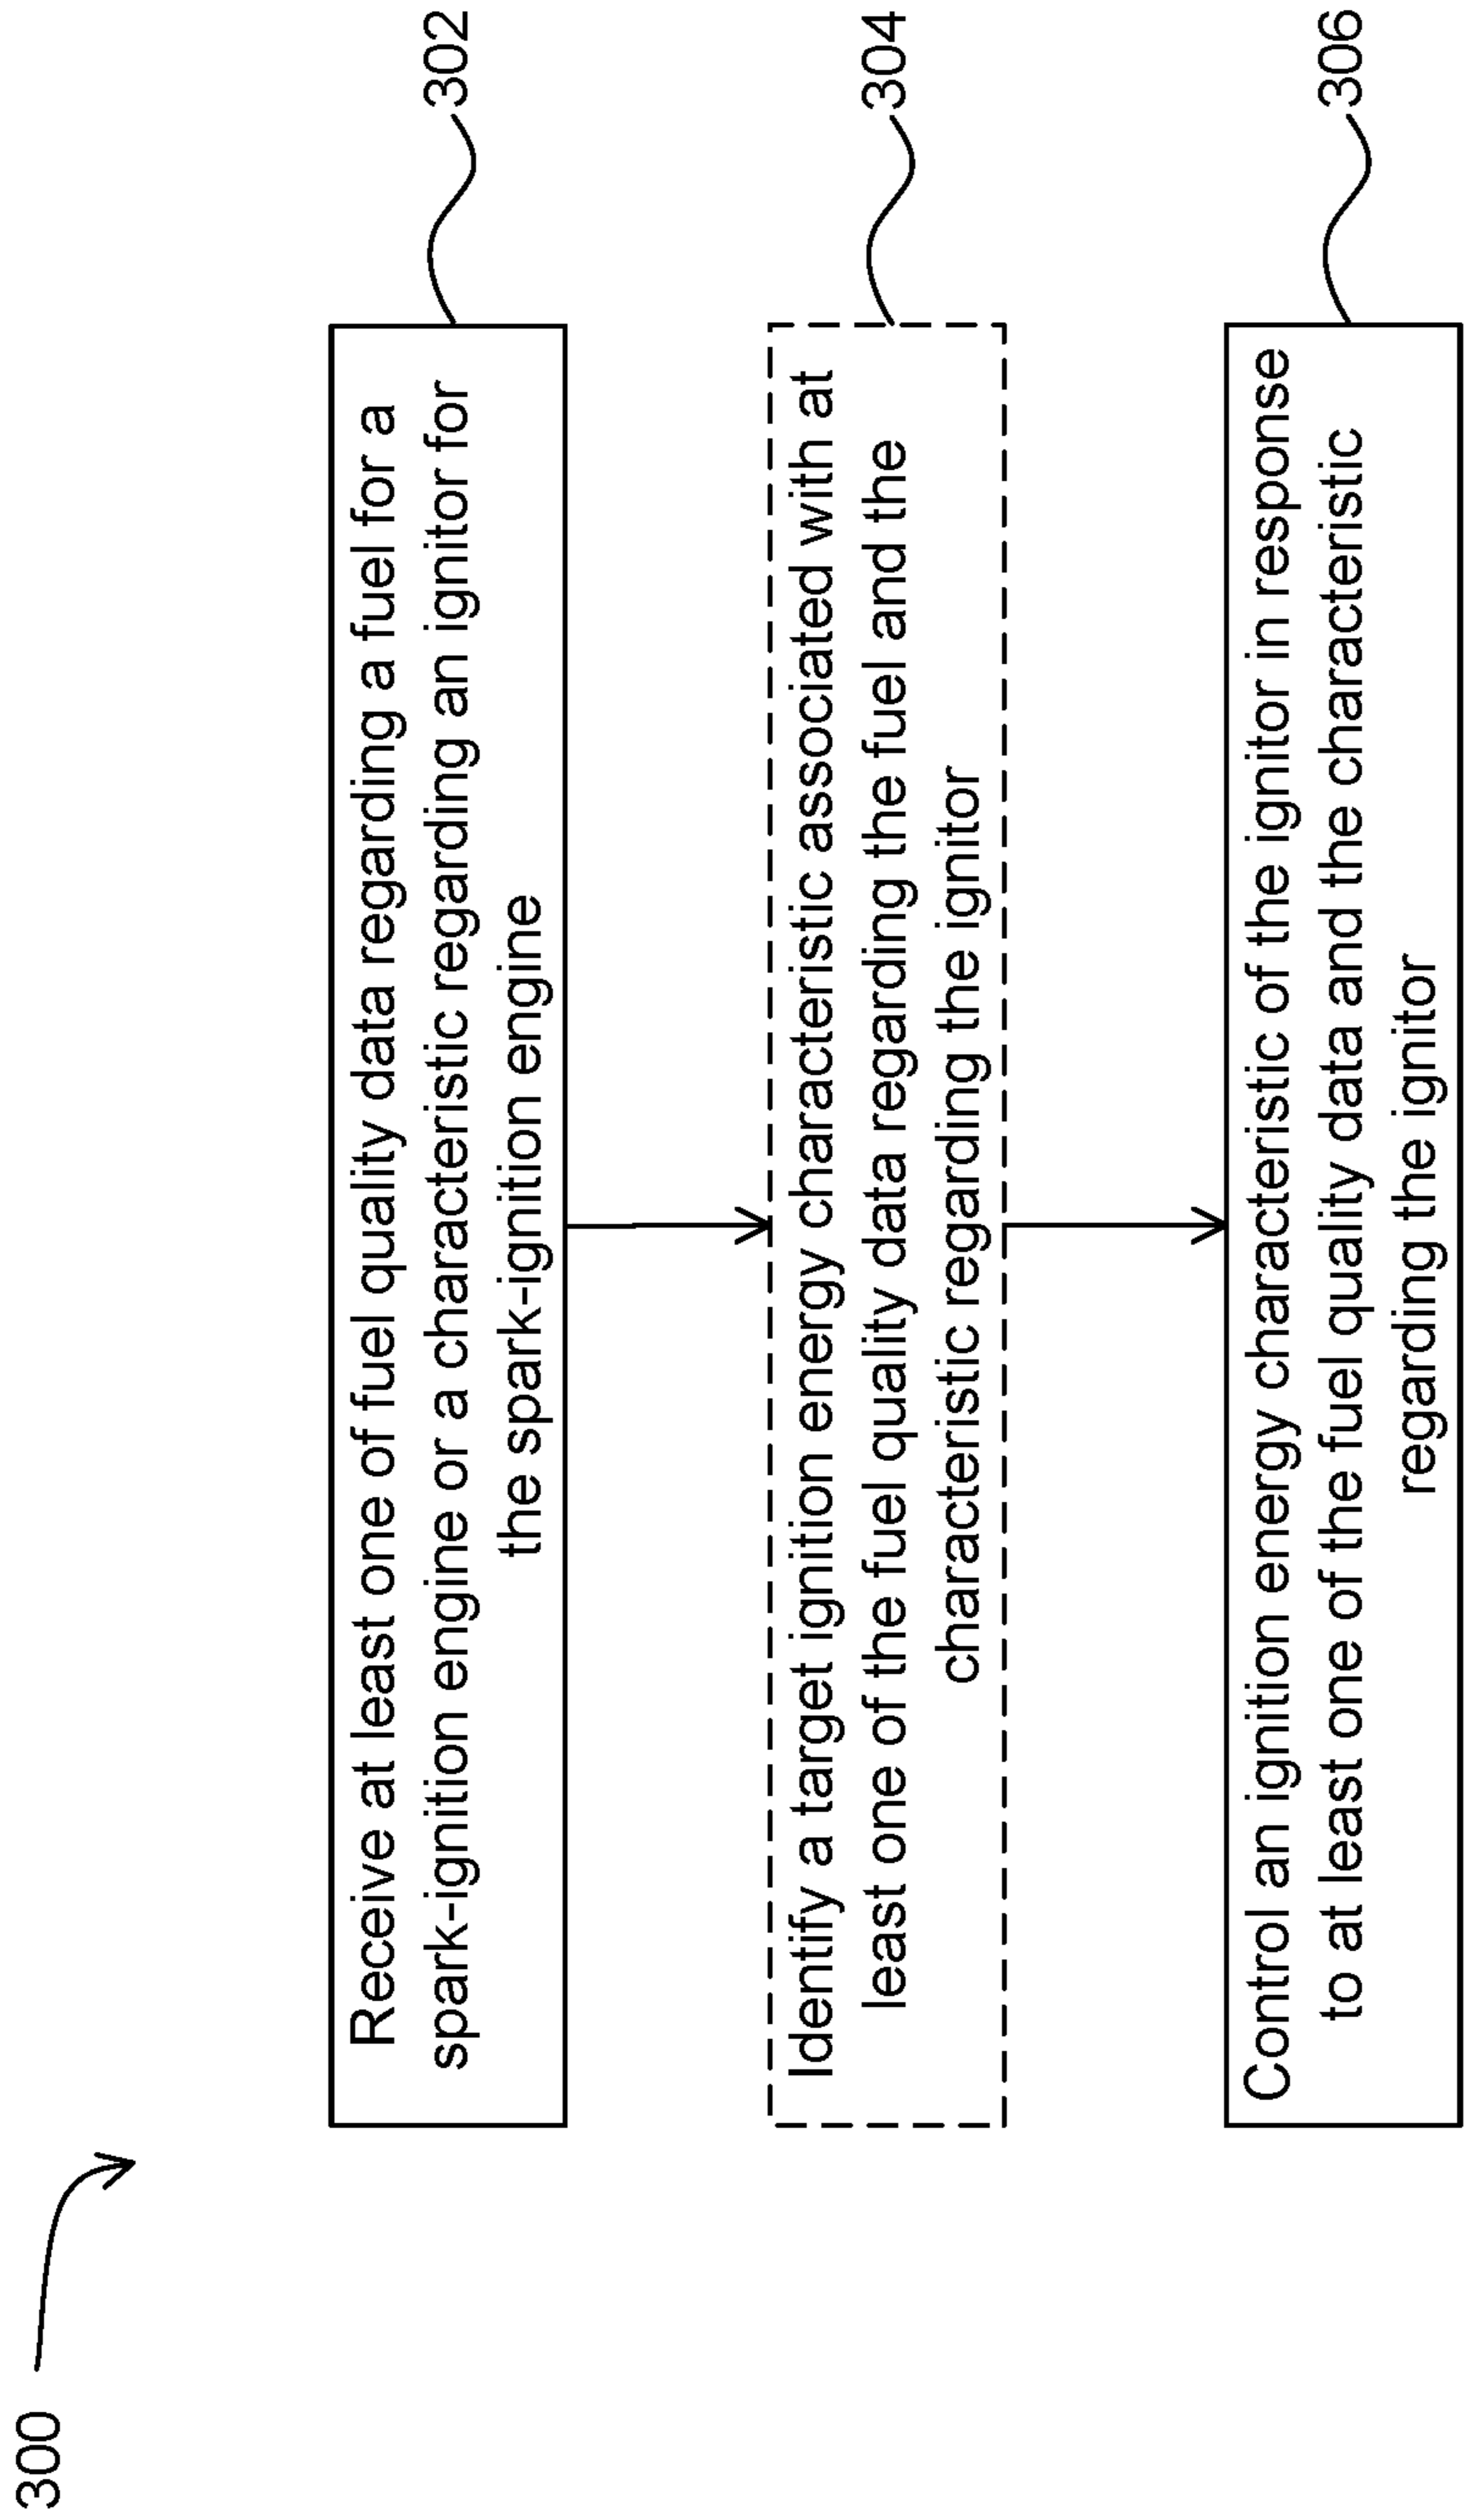 300
Receive at least one of fuel quality data regarding a fuel for a
spark-ignition engine or a characteristic regarding an ignitor for
the spark-ignition engine
302
Identify a target ignition energy characteristic associated with at
least one of the fuel quality data regarding the fuel and the
characteristic regarding the ignitor
304
Control an ignition energy characteristic of the ignitor in response
to at least one of the fuel quality data and the characteristic
regarding the ignitor
306